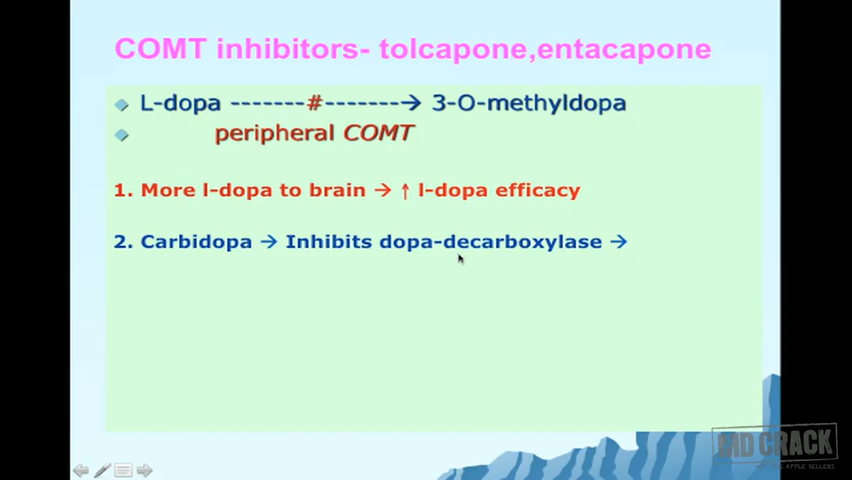 COMT inhibitors- tolcapone,entacapone
L-dopa -------#-------→ 3-O-methyldopa
peripheral COMT
1. More l-dopa to brain → ↑ l-dopa efficacy
2. Carbidopa → Inhibits dopa-decarboxylase →
MD CRACK